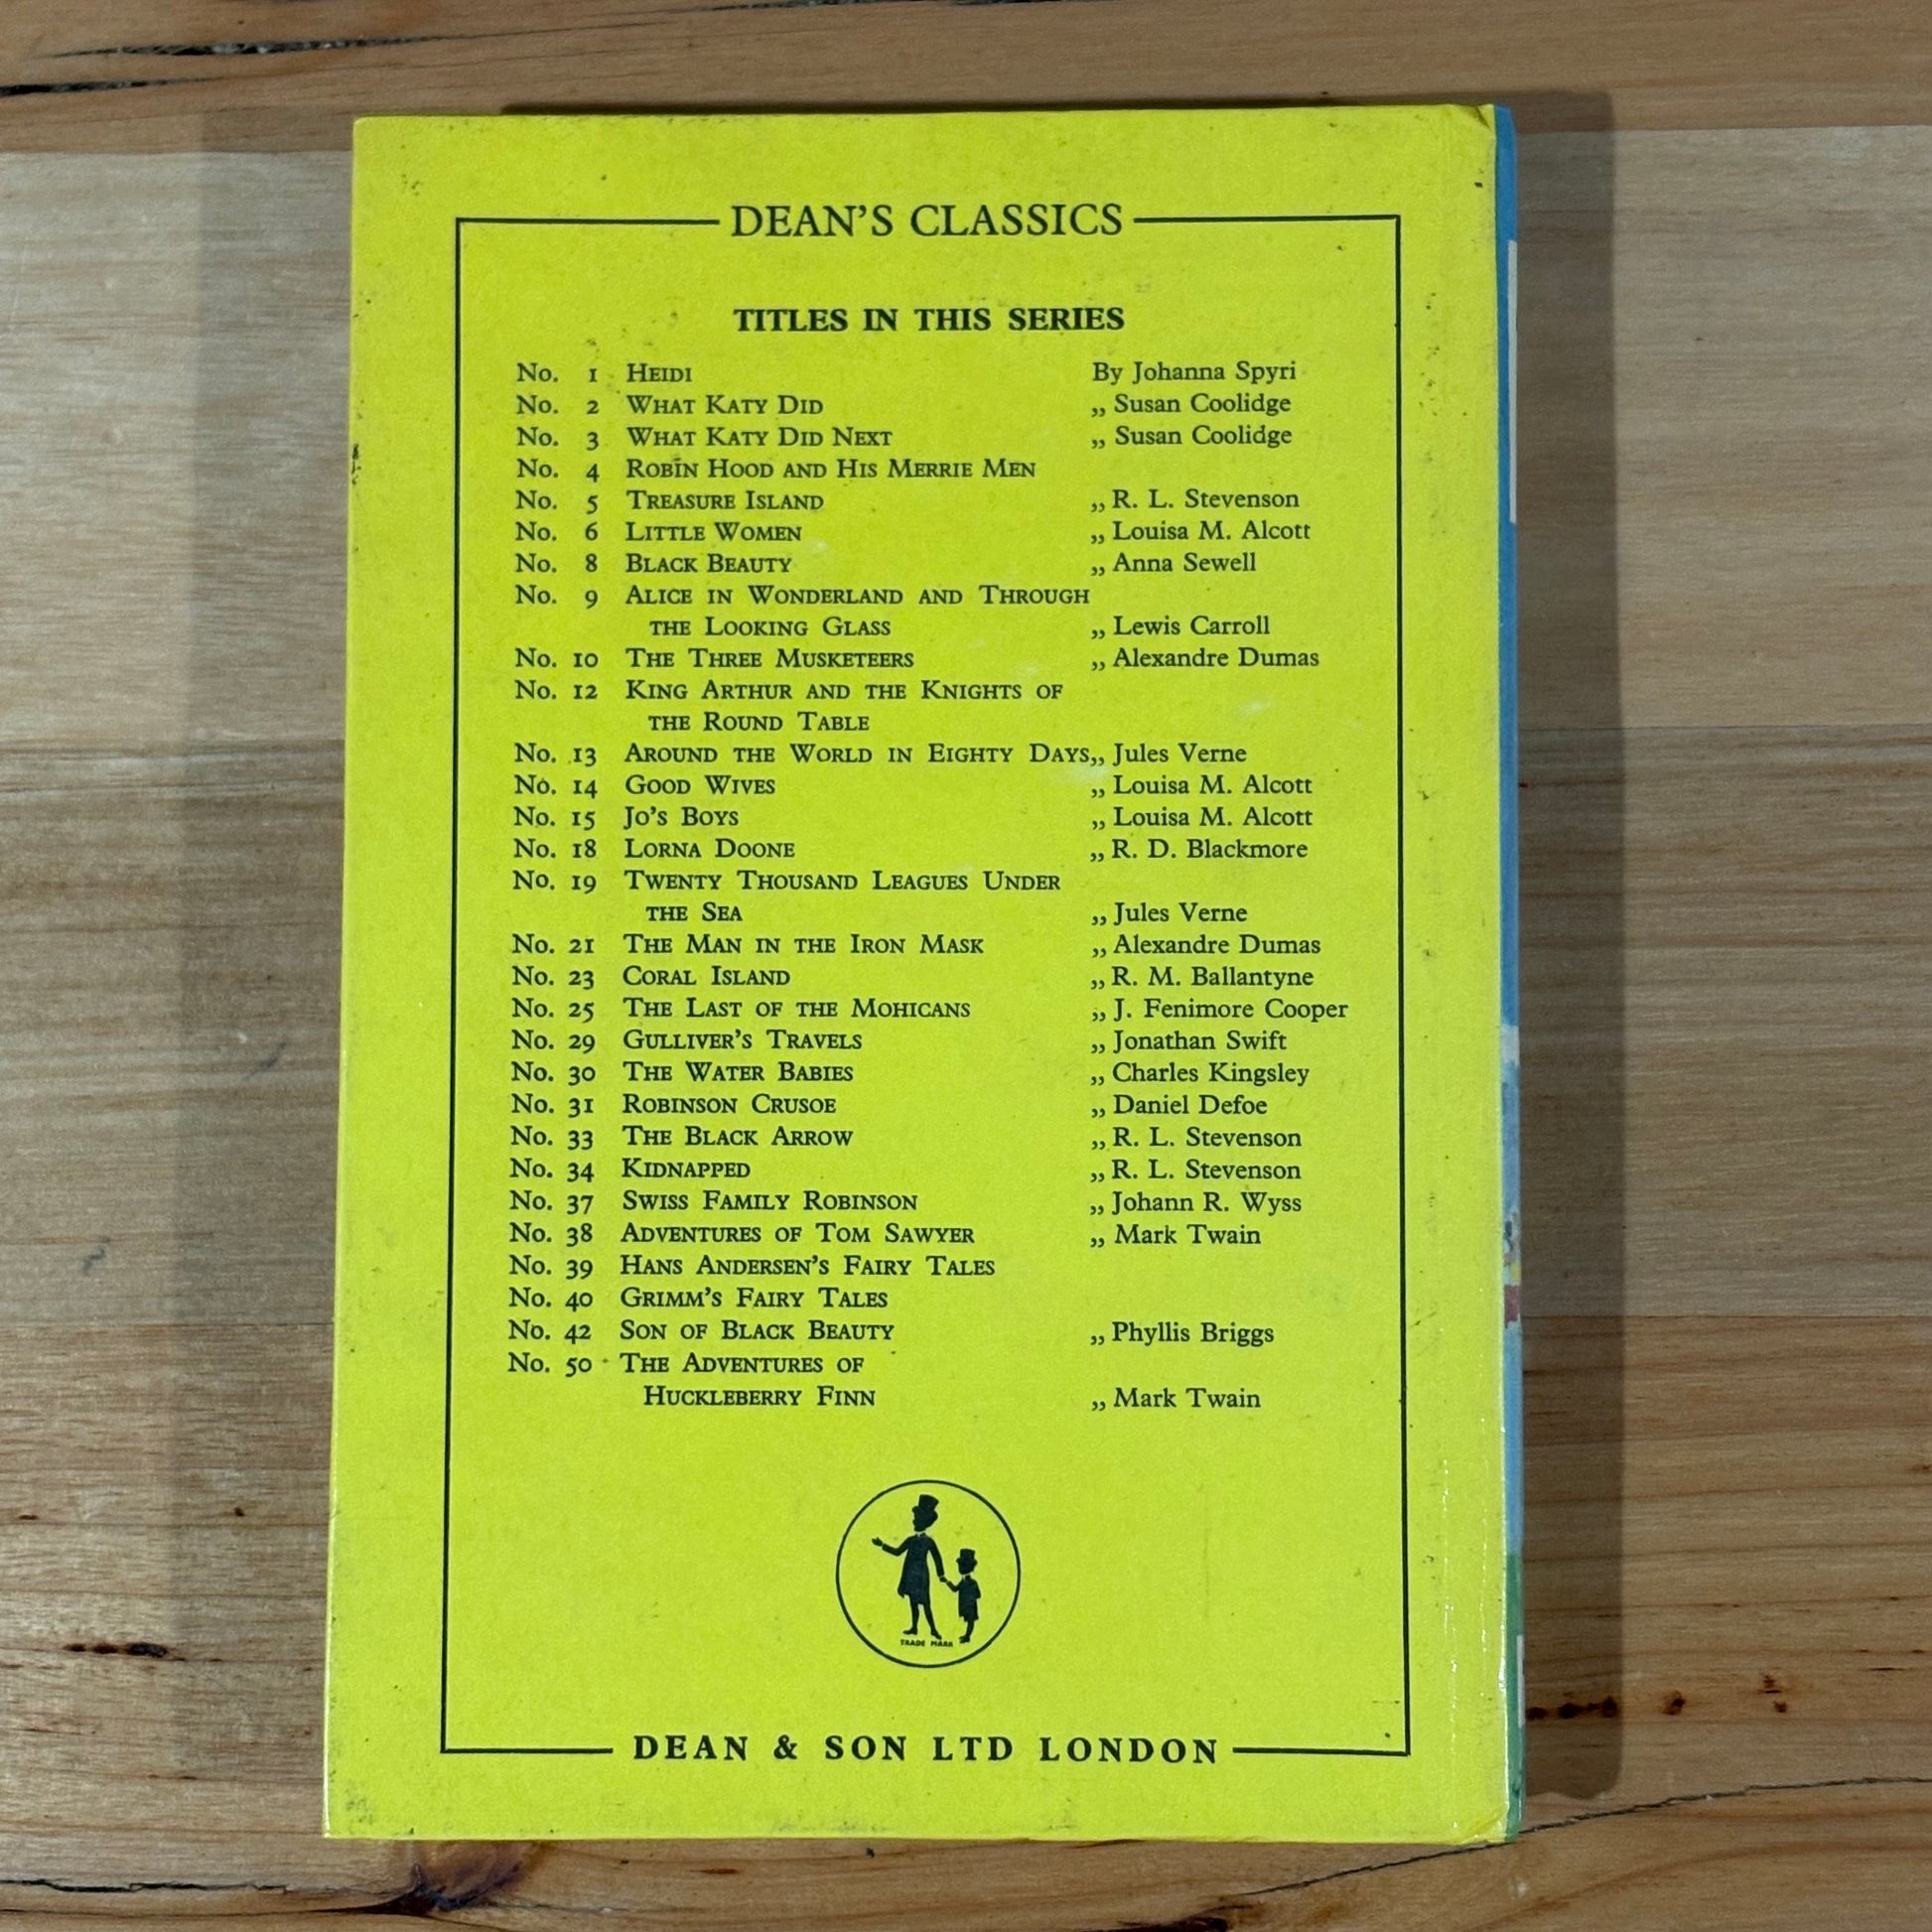 DEAN'S CLASSICS
TITLES IN THIS SERIES
No. 1 HEIDI By Johanna Spyri
No. 2 WHAT KATY DID ,, Susan Coolidge
No. 3 WHAT KATY DID NEXT ,, Susan Coolidge
No. 4 ROBIN HOOD AND HIS MERRIE MEN
No. 5 TREASURE ISLAND ,, R. L. Stevenson
No. 6 LITTLE WOMEN ,, Louisa M. Alcott
No. 8 BLACK BEAUTY ,, Anna Sewell
No. 9 ALICE IN WONDERLAND AND THROUGH
THE LOOKING GLASS ,, Lewis Carroll
No. 10 THE THREE MUSKETEERS ,, Alexandre Dumas
No. 12 KING ARTHUR AND THE KNIGHTS OF
THE ROUND TABLE
No. 13 AROUND THE WORLD IN EIGHTY DAYS ,, Jules Verne
No. 14 GOOD WIVES ,, Louisa M. Alcott
No. 15 JO'S BOYS ,, Louisa M. Alcott
No. 18 LORNA DOONE ,, R. D. Blackmore
No. 19 TWENTY THOUSAND LEAGUES UNDER
THE SEA ,, Jules Verne
No. 21 THE MAN IN THE IRON MASK ,, Alexandre Dumas
No. 23 CORAL ISLAND ,, R. M. Ballantyne
No. 25 THE LAST OF THE MOHICANS ,, J. Fenimore Cooper
No. 29 GULLIVER'S TRAVELS ,, Jonathan Swift
No. 30 THE WATER BABIES ,, Charles Kingsley
No. 31 ROBINSON CRUSOE ,, Daniel Defoe
No. 33 THE BLACK ARROW ,, R. L. Stevenson
No. 34 KIDNAPPED ,, R. L. Stevenson
No. 37 SWISS FAMILY ROBINSON ,, Johann R. Wyss
No. 38 ADVENTURES OF TOM SAWYER ,, Mark Twain
No. 39 HANS ANDERSEN'S FAIRY TALES
No. 40 GRIMM'S FAIRY TALES
No. 42 SON OF BLACK BEAUTY ,, Phyllis Briggs
No. 50 THE ADVENTURES OF
HUCKLEBERRY FINN ,, Mark Twain
TRADE MARK
DEAN & SON LTD LONDON